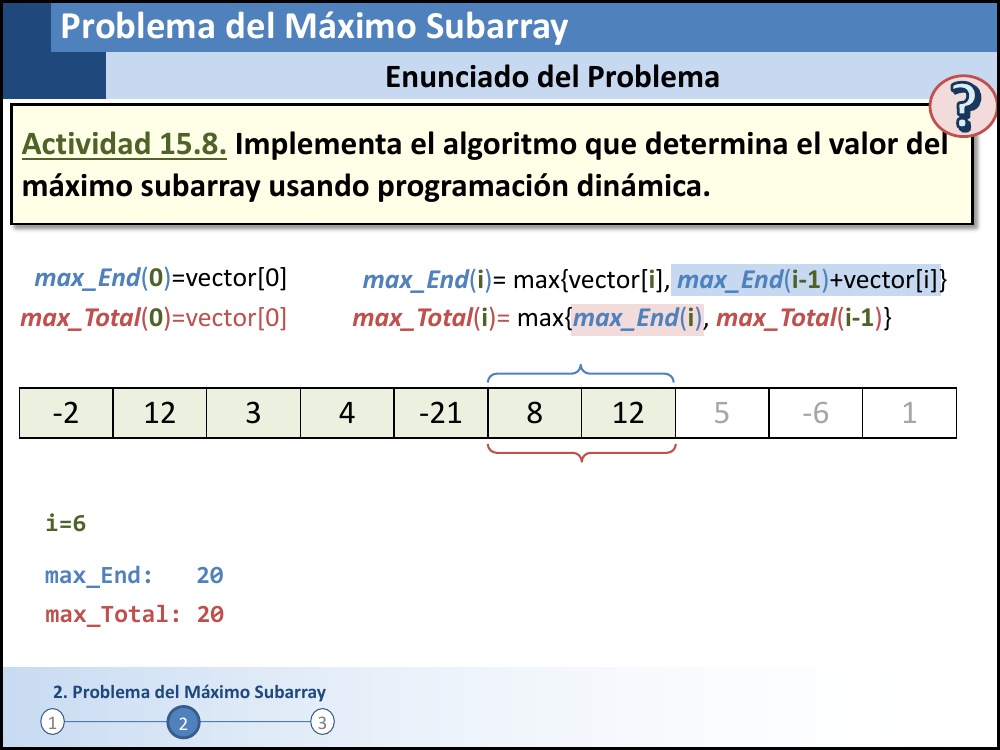 Problema del Máximo Subarray
Enunciado del Problema
?
Actividad 15.8. Implementa el algoritmo que determina el valor del
máximo subarray usando programación dinámica.
max_End(0)=vector[0]
max_End(i)= max{vector[i], max_End(i-1)+vector[i]}
max_Total(0)=vector[0]
max_Total(i)= max{max_End(i), max_Total(i-1)}
-2 12 3 4 -21 8 12 5 -6 1
i=6
max_End: 20
max_Total: 20
2. Problema del Máximo Subarray
1 2 3